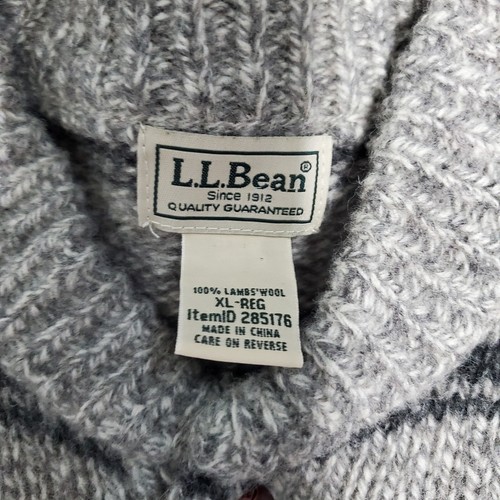 L.L.Bean®
Since 1912
QUALITY GUARANTEED
100% LAMBS'WOOL
XL-REG
ItemID 285176
MADE IN CHINA
CARE ON REVERSE